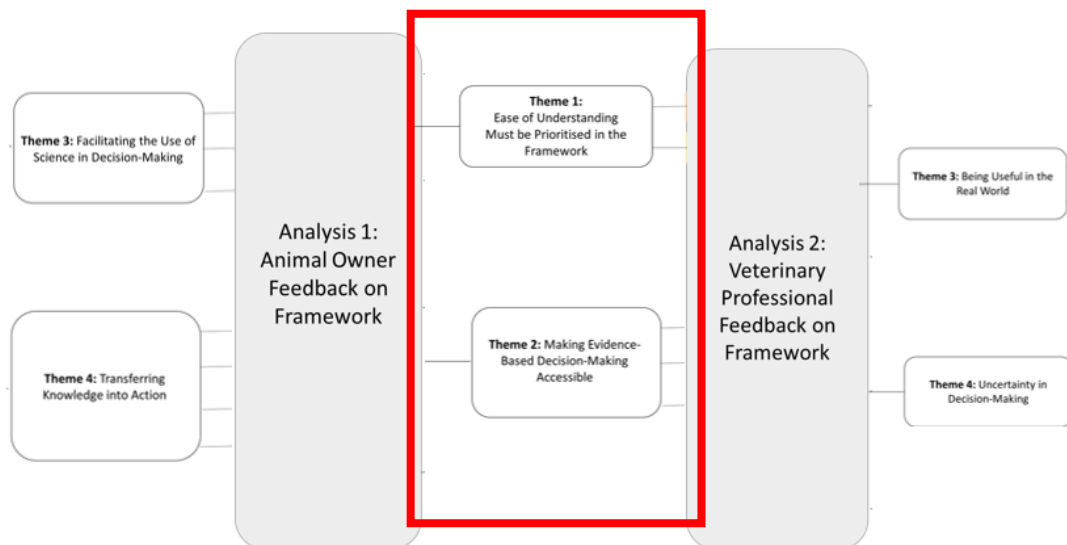 Theme 3: Facilitating the Use of
Science in Decision-Making
Theme 4: Transferring
Knowledge into Action
Analysis 1:
Animal Owner
Feedback on
Framework
Theme 1:
Ease of Understanding
Must be Prioritised in the
Framework
Theme 2: Making Evidence-
Based Decision-Making
Accessible
Analysis 2:
Veterinary
Professional
Feedback on
Framework
Theme 3: Being Useful in the
Real World
Theme 4: Uncertainty in
Decision-Making